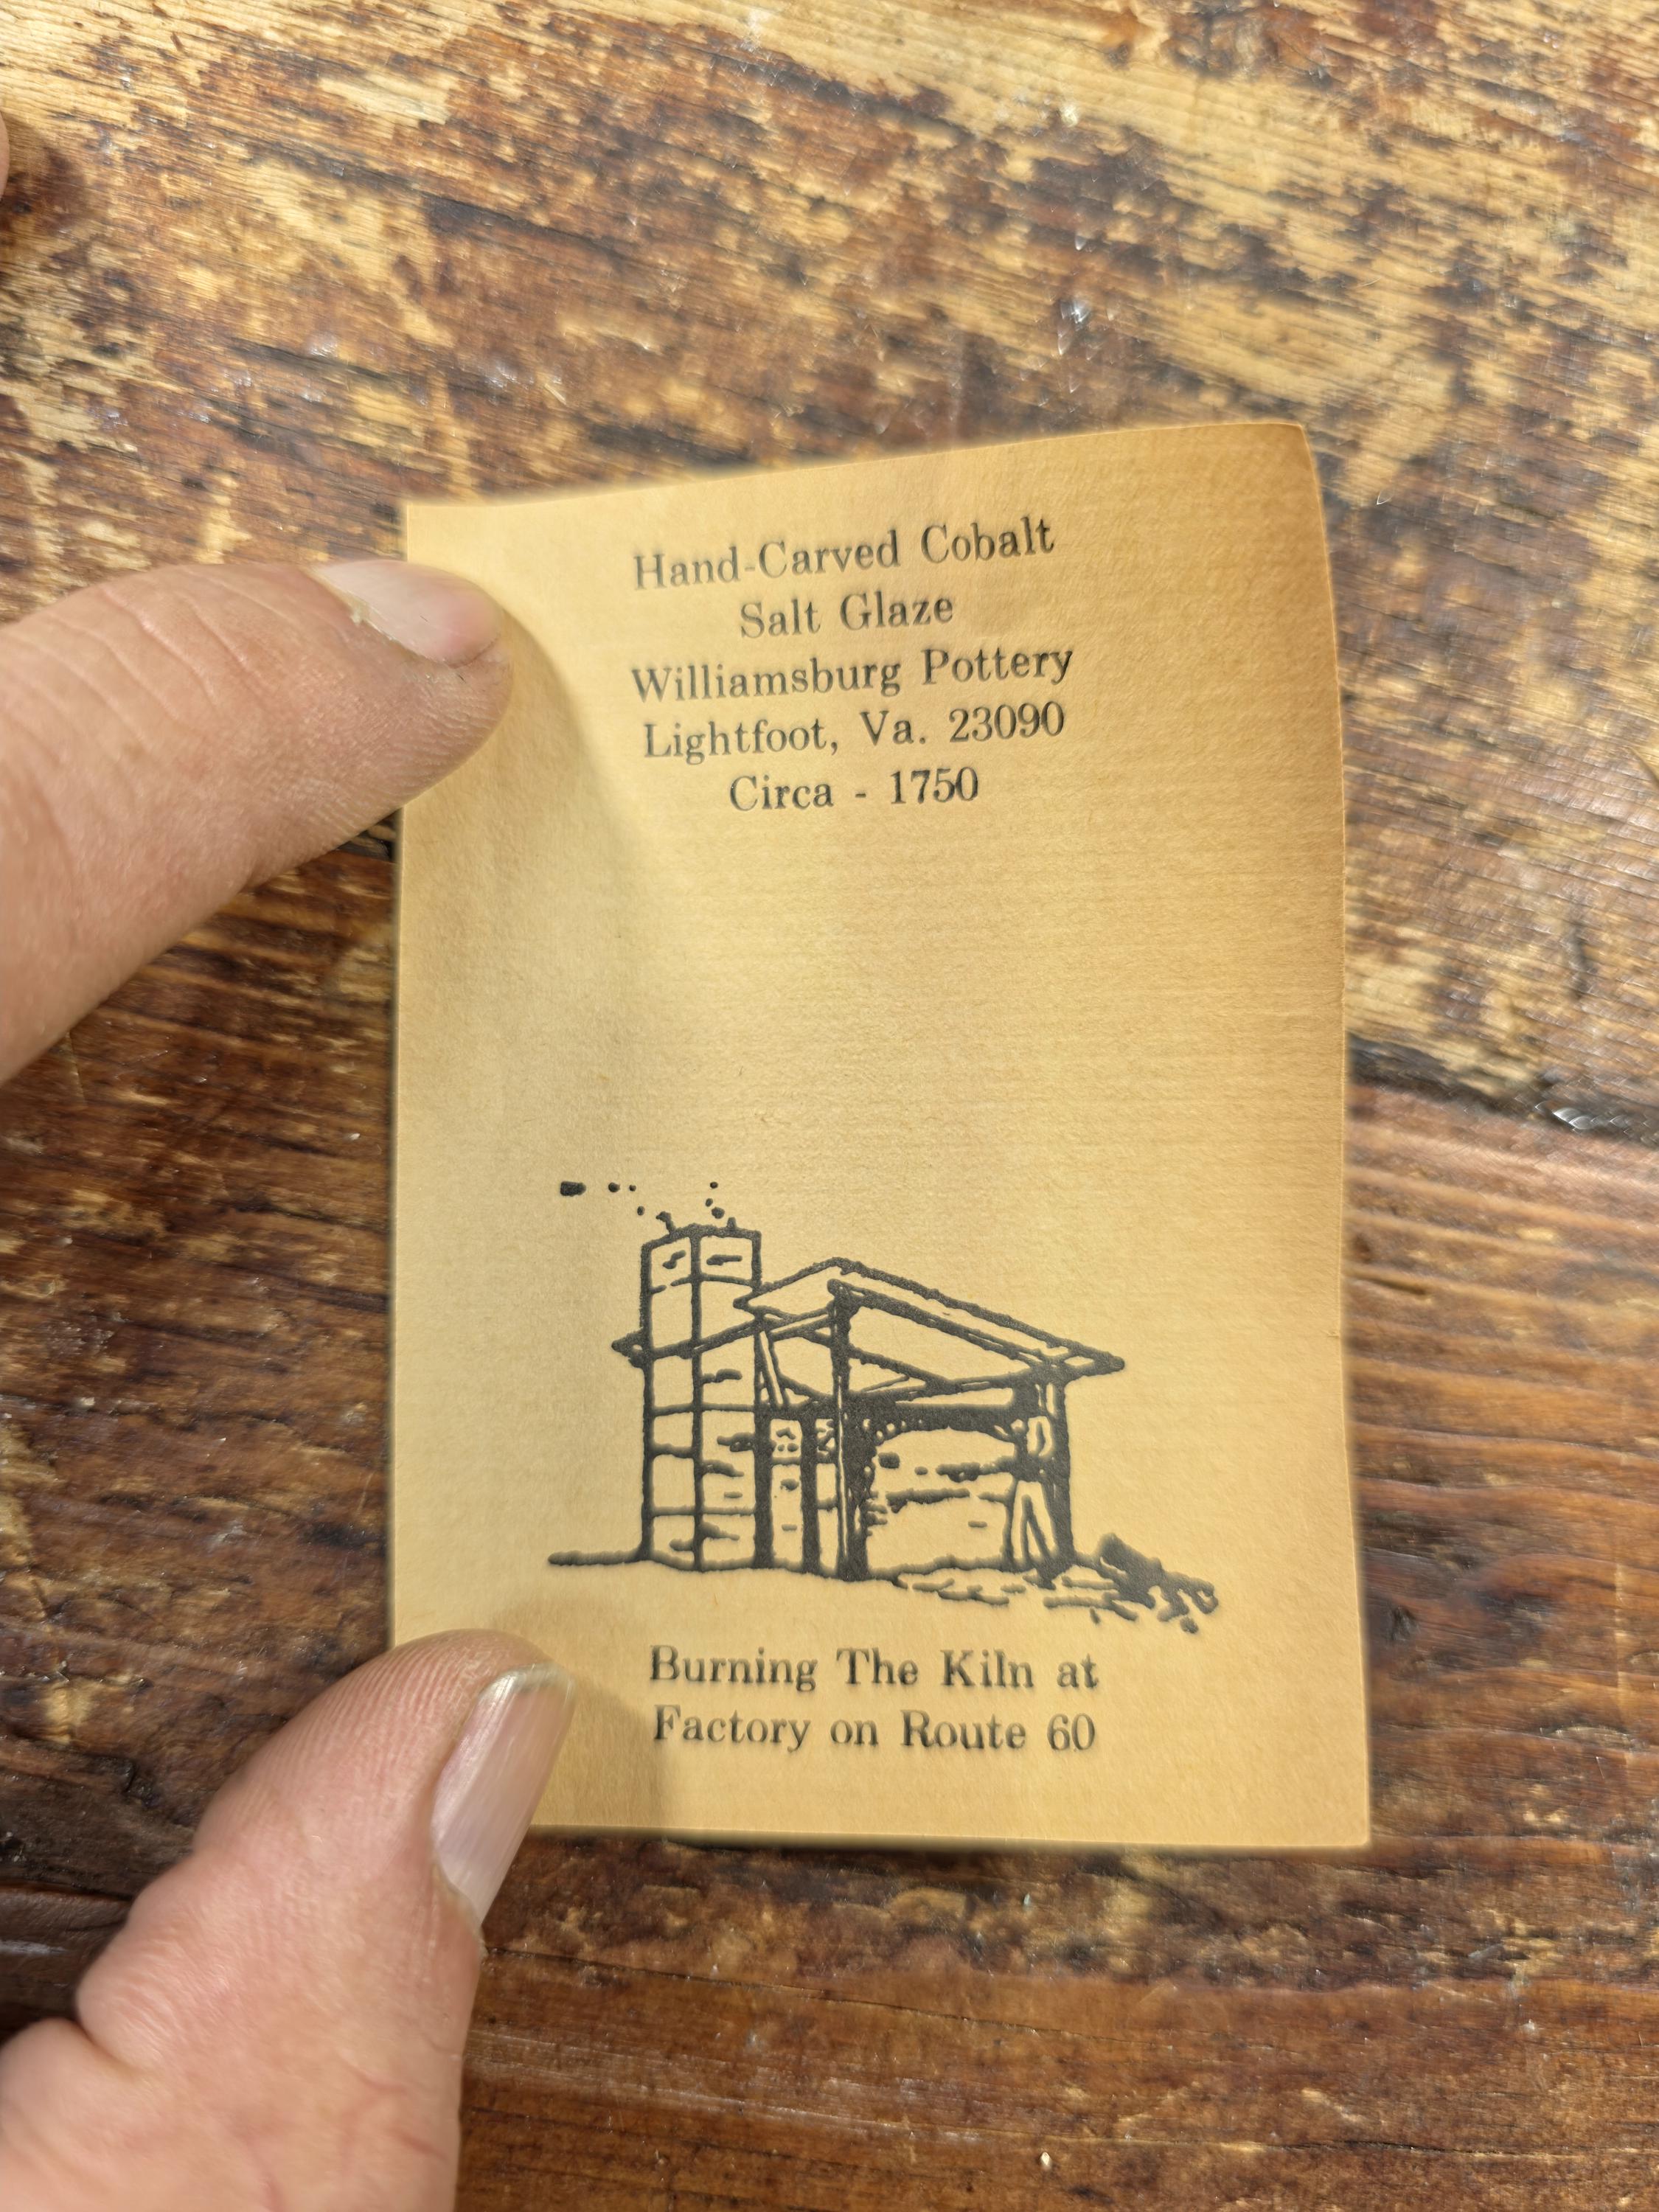 Hand-Carved Cobalt
Salt Glaze
Williamsburg Pottery
Lightfoot, Va. 23090
Circa - 1750
Burning The Kiln at
Factory on Route 60